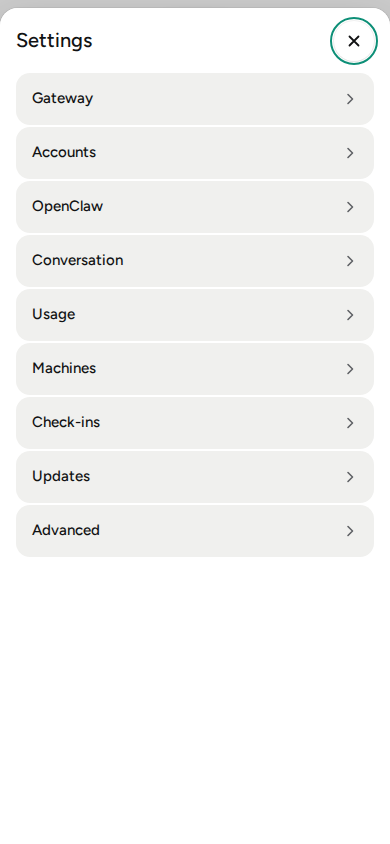 Settings
Gateway
Accounts
OpenClaw
Conversation
Usage
Machines
Check-ins
Updates
Advanced